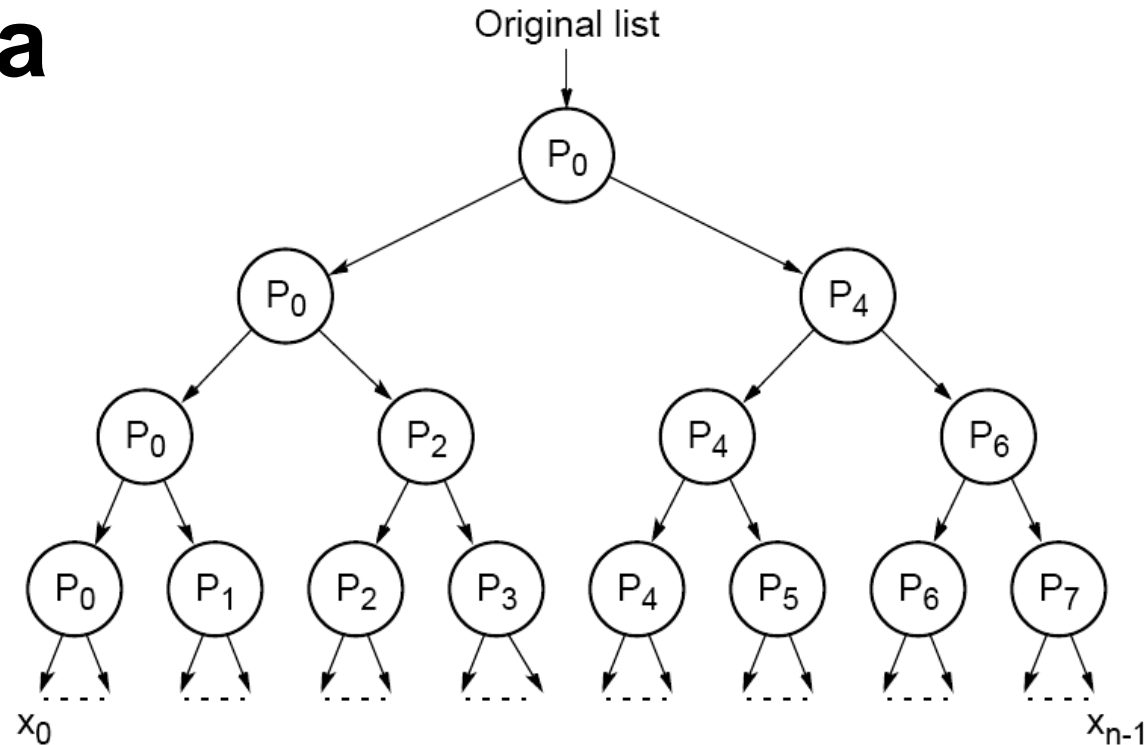 a
Original list
P0
P0 P4
P0 P2 P4 P6
P0 P1 P2 P3 P4 P5 P6 P7
x0 xn-1